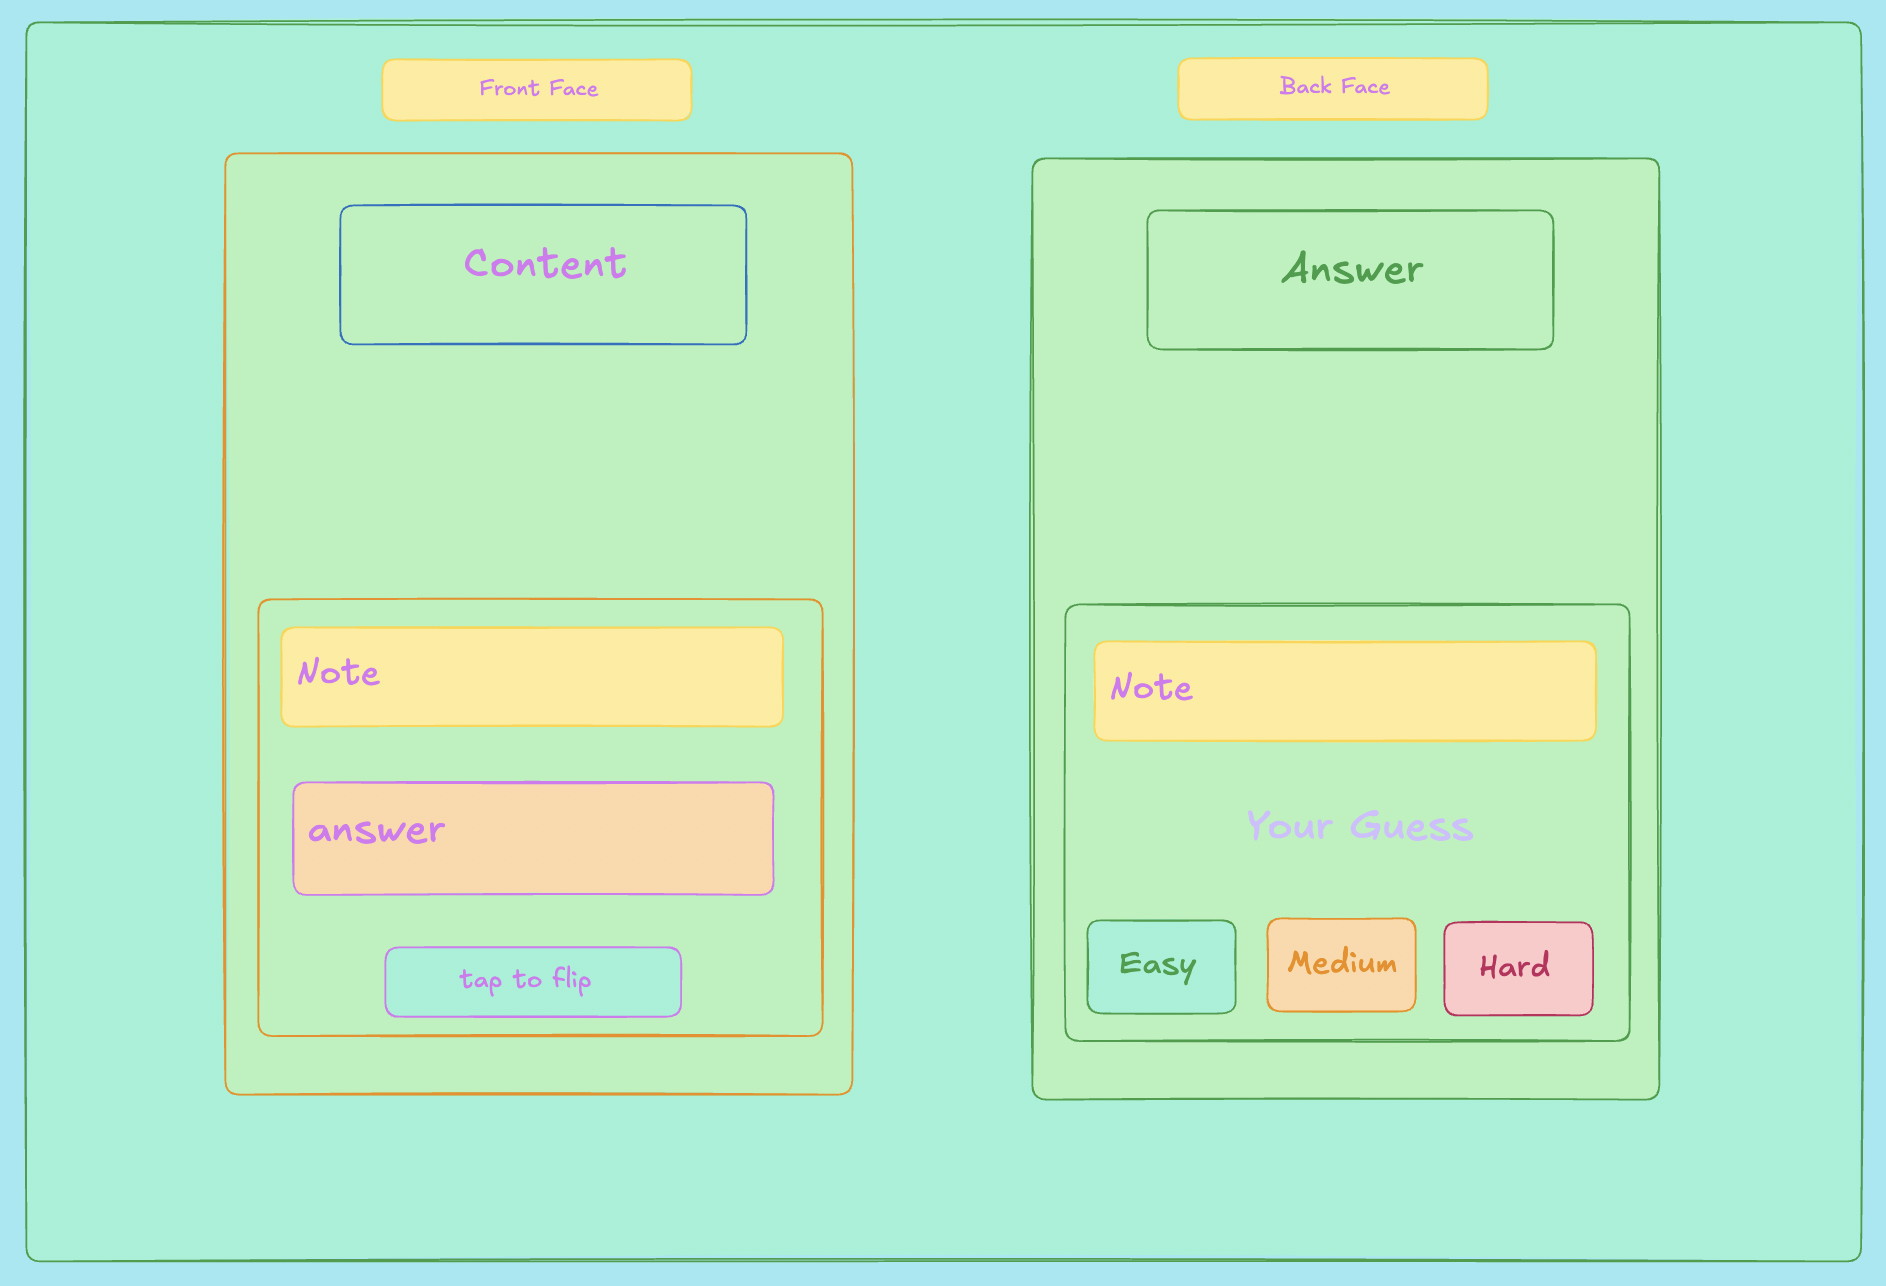 Front Face
Content
Note
answer
tap to flip
Back Face
Answer
Note
Your Guess
Easy
Medium
Hard